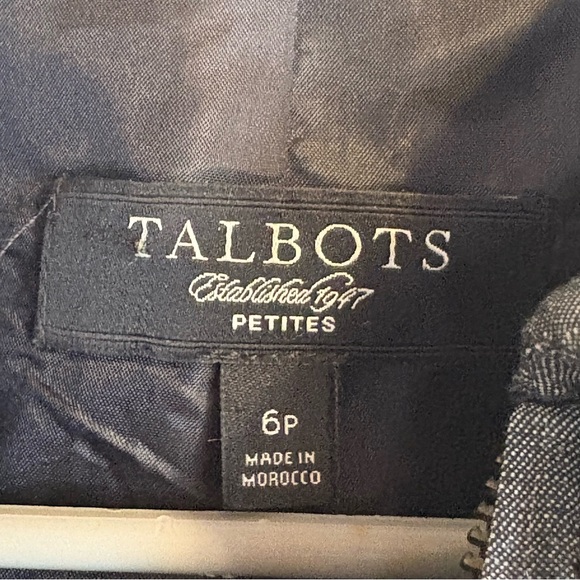 TALBOTS
Established 1947
PETITES
6P
MADE IN
MOROCCO